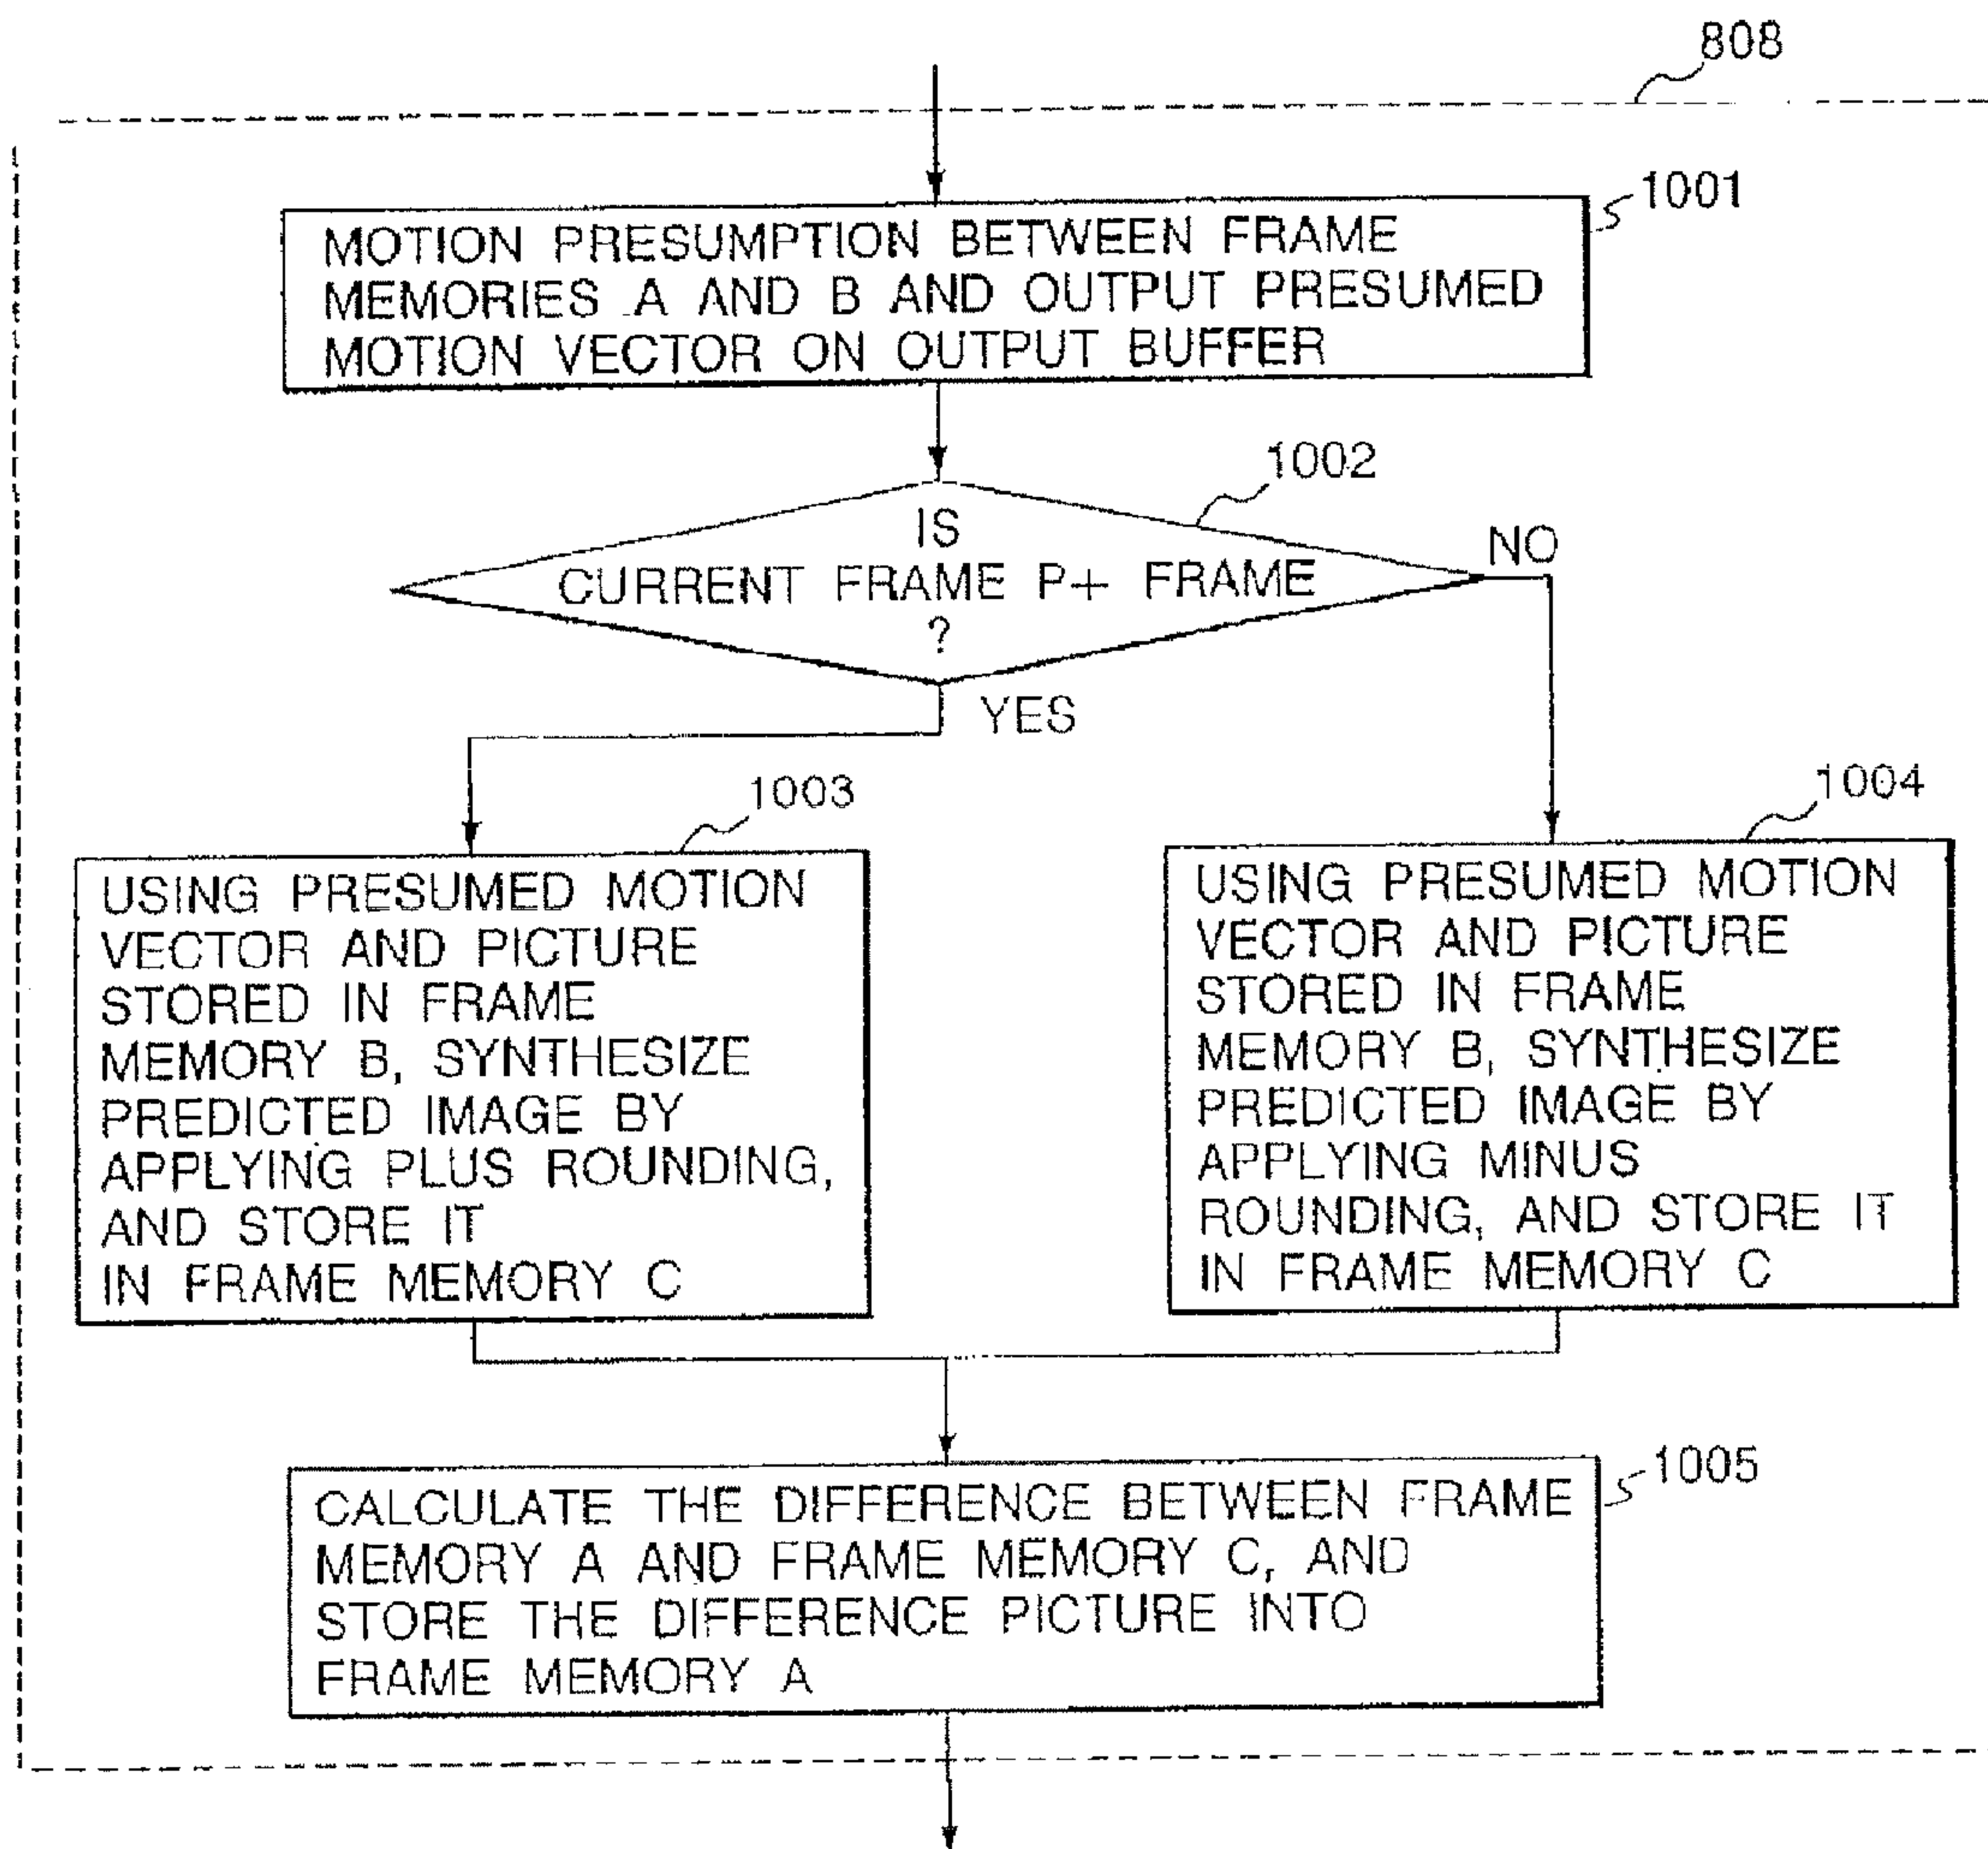 808
1001
MOTION PRESUMPTION BETWEEN FRAME
MEMORIES A AND B AND OUTPUT PRESUMED
MOTION VECTOR ON OUTPUT BUFFER
1002
IS
CURRENT FRAME P+ FRAME
?
NO
YES
1003
USING PRESUMED MOTION
VECTOR AND PICTURE
STORED IN FRAME
MEMORY B, SYNTHESIZE
PREDICTED IMAGE BY
APPLYING PLUS ROUNDING,
AND STORE IT
IN FRAME MEMORY C
1004
USING PRESUMED MOTION
VECTOR AND PICTURE
STORED IN FRAME
MEMORY B, SYNTHESIZE
PREDICTED IMAGE BY
APPLYING MINUS
ROUNDING, AND STORE IT
IN FRAME MEMORY C
1005
CALCULATE THE DIFFERENCE BETWEEN FRAME
MEMORY A AND FRAME MEMORY C, AND
STORE THE DIFFERENCE PICTURE INTO
FRAME MEMORY A